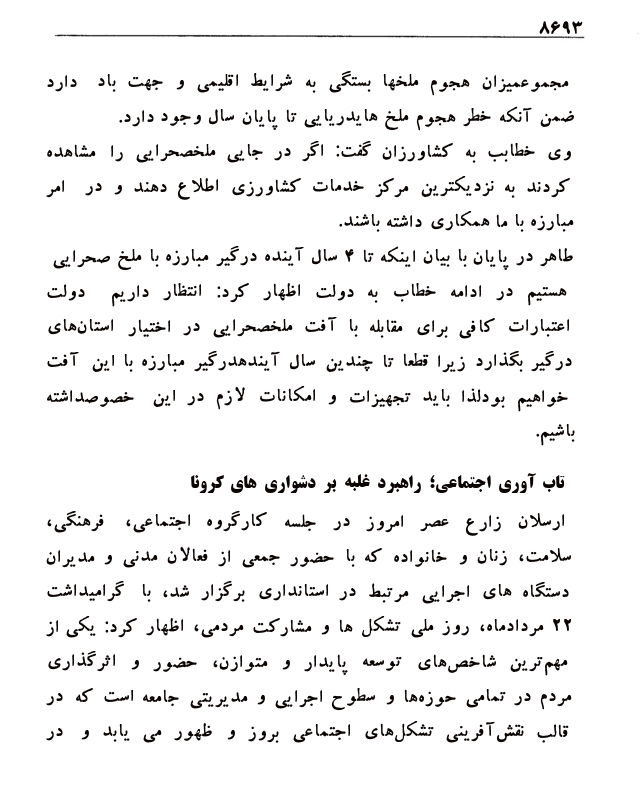 ۸۶۹۳
مجموعمیزان هجوم ملخها بستگی به شرایط اقلیمی و جهت باد دارد
ضمن آنکه خطر هجوم ملخ هایدریایی تا پایان سال وجود دارد.
وی خطابب به کشاورزان گفت: اگر در جایی ملخصحرایی را مشاهده
کردند به نزدیکترین مرکز خدمات کشاورزی اطلاع دهند و در امر
مبارزه با ما همکاری داشته باشند.
طاهر در پایان با بیان اینکه تا ۴ سال آینده درگیر مبارزه با ملخ صحرایی
هستیم در ادامه خطاب به دولت اظهار کرد: انتظار داریم دولت
اعتبارات کافی برای مقابله با آفت ملخصحرایی در اختیار استان‌های
درگیر بگذارد زیرا قطعا تا چندین سال آیندهدرگیر مبارزه با این آفت
خواهیم بودلذا باید تجهیزات و امکانات لازم در این خصوصداشته
باشیم.
تاب آوری اجتماعی؛ راهبرد غلبه بر دشواری های کرونا
ارسلان زارع عصر امروز در جلسه کارگروه اجتماعی، فرهنگی،
سلامت، زنان و خانواده که با حضور جمعی از فعالان مدنی و مدیران
دستگاه های اجرایی مرتبط در استانداری برگزار شد، با گرامیداشت
۲۲ مردادماه، روز ملی تشکل ها و مشارکت مردمی، اظهار کرد: یکی از
مهم‌ترین شاخص‌های توسعه پایدار و متوازن، حضور و اثرگذاری
مردم در تمامی حوزه‌ها و سطوح اجرایی و مدیریتی جامعه است که در
قالب نقش‌آفرینی تشکل‌های اجتماعی بروز و ظهور می یابد و در